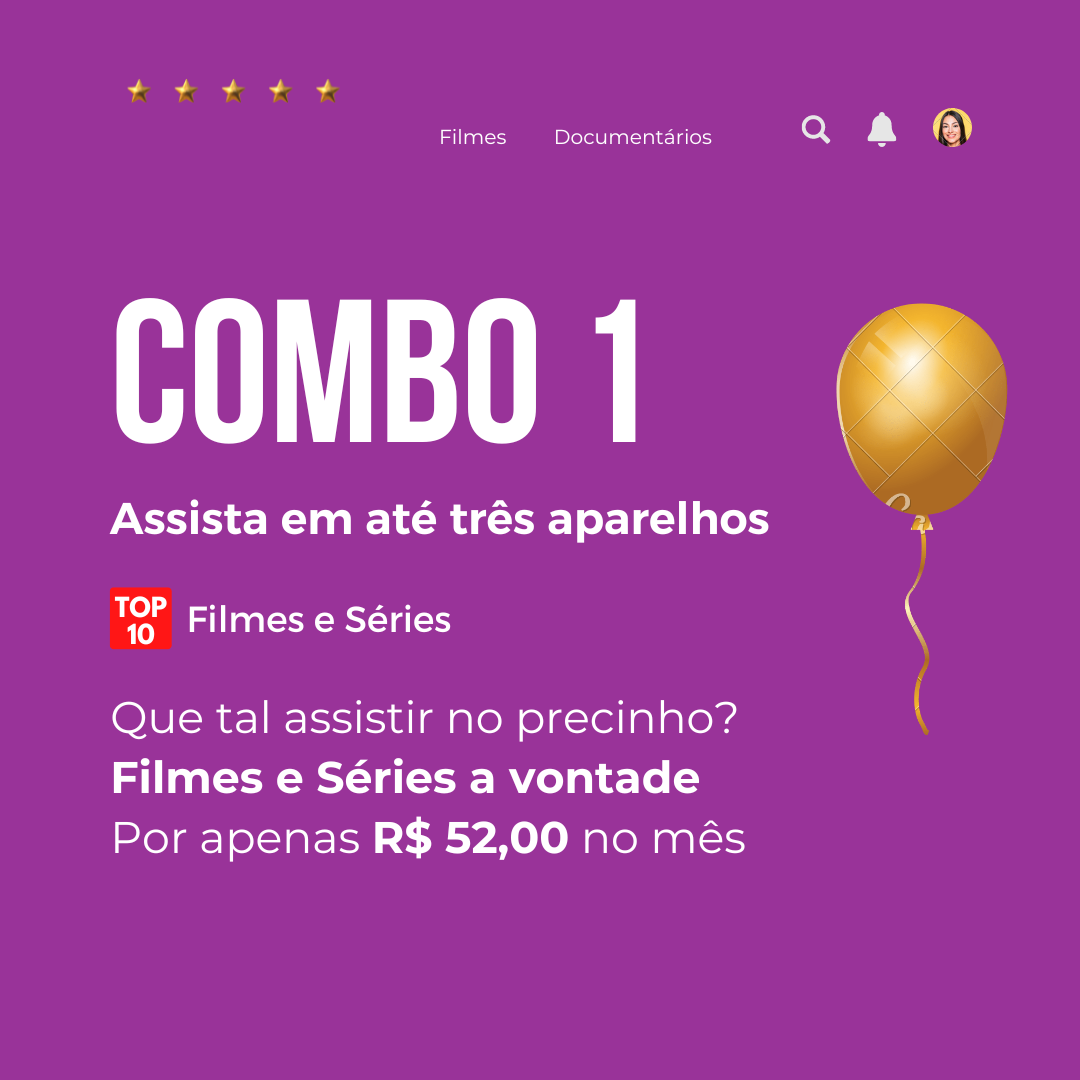 Filmes Documentários
COMBO 1
Assista em até três aparelhos
TOP
10
Filmes e Séries
Que tal assistir no precinho?
Filmes e Séries a vontade
Por apenas R$ 52,00 no mês